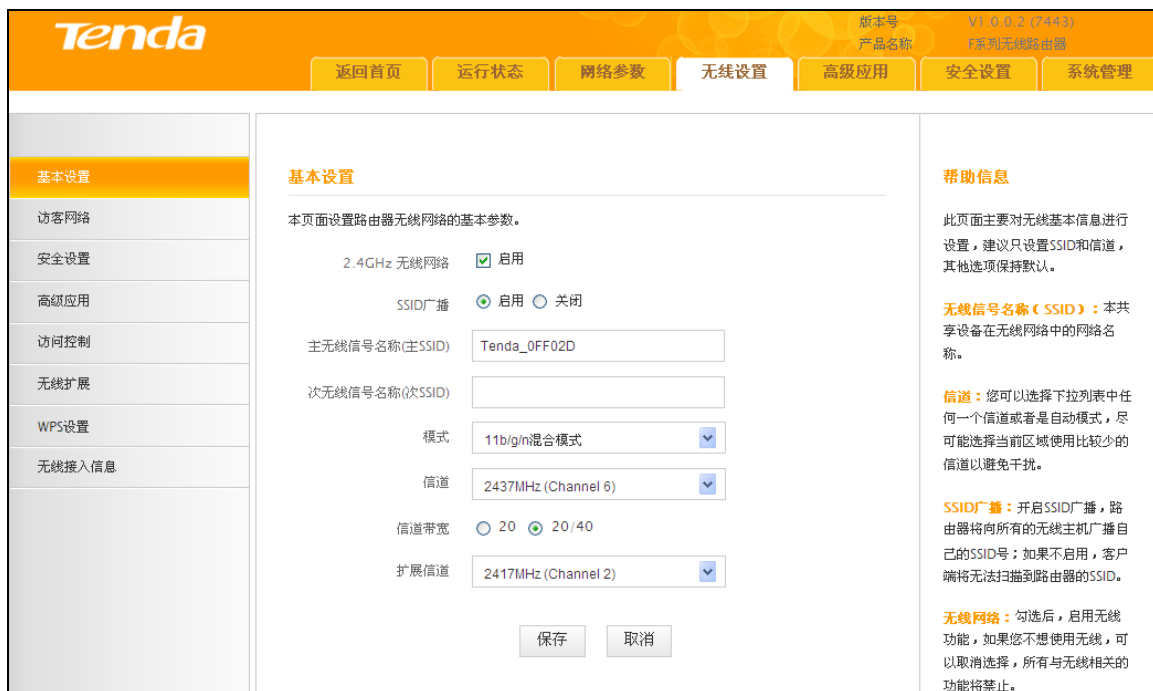 Tenda
版本号 V1.0.0.2 (7443)
产品名称 F系列无线路由器
返回首页 运行状态 网络参数 无线设置 高级应用 安全设置 系统管理
基本设置
访客网络
安全设置
高级应用
访问控制
无线扩展
WPS设置
无线接入信息
基本设置
本页面设置路由器无线网络的基本参数。
2.4GHz 无线网络 启用
SSID广播 启用 关闭
主无线信号名称(主SSID) Tenda_0FF02D
次无线信号名称(次SSID)
模式 11b/g/n混合模式
信道 2437MHz (Channel 6)
信道带宽 20 20/40
扩展信道 2417MHz (Channel 2)
保存 取消
帮助信息
此页面主要对无线基本信息进行
设置，建议只设置SSID和信道，
其他选项保持默认。
无线信号名称（SSID）：本共
享设备在无线网络中的网络名
称。
信道：您可以选择下拉列表中任
何一个信道或者是自动模式，尽
可能选择当前区域使用比较少的
信道以避免干扰。
SSID广播：开启SSID广播，路
由器将向所有的无线主机广播自
己的SSID号；如果不启用，客户
端将无法扫描到路由器的SSID。
无线网络：勾选后，启用无线
功能，如果您不想使用无线，可
以取消选择，所有与无线相关的
功能将禁止。